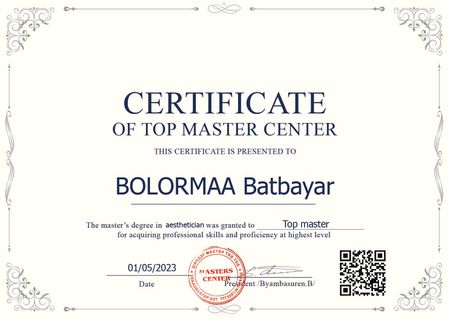 CERTIFICATE
OF TOP MASTER CENTER
THIS CERTIFICATE IS PRESENTED TO
BOLORMAA Batbayar
The master's degree in aesthetician was granted to Top master
for acquiring professional skills and proficiency at highest level
01/05/2023
MASTERS
CENTER
Date
President /Byambasuren.B/